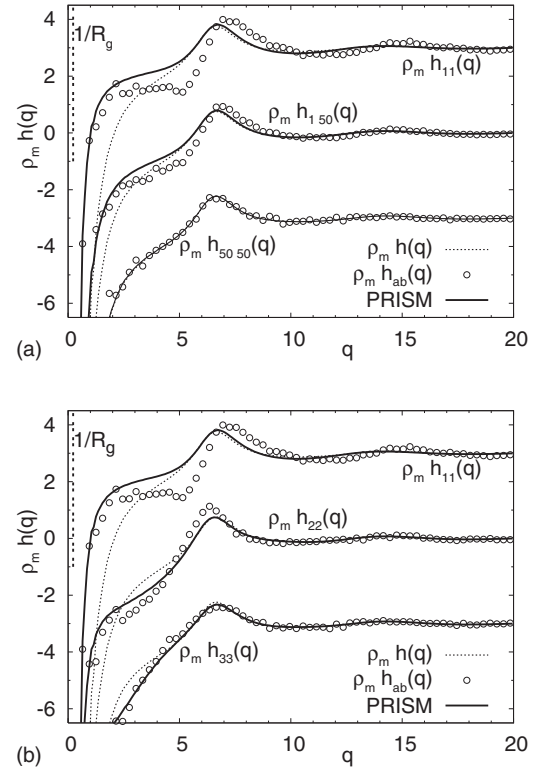 4
2
0
-2
-4
-6
ρ_m h(q)
1/R_g
ρ_m h_11(q)
ρ_m h_1 50(q)
ρ_m h_50 50(q)
ρ_m h(q)
ρ_m h_ab(q)
PRISM
0 5 10 15 20
(a) q
4
2
0
-2
-4
-6
ρ_m h(q)
1/R_g
ρ_m h_11(q)
ρ_m h_22(q)
ρ_m h_33(q)
ρ_m h(q)
ρ_m h_ab(q)
PRISM
0 5 10 15 20
(b) q